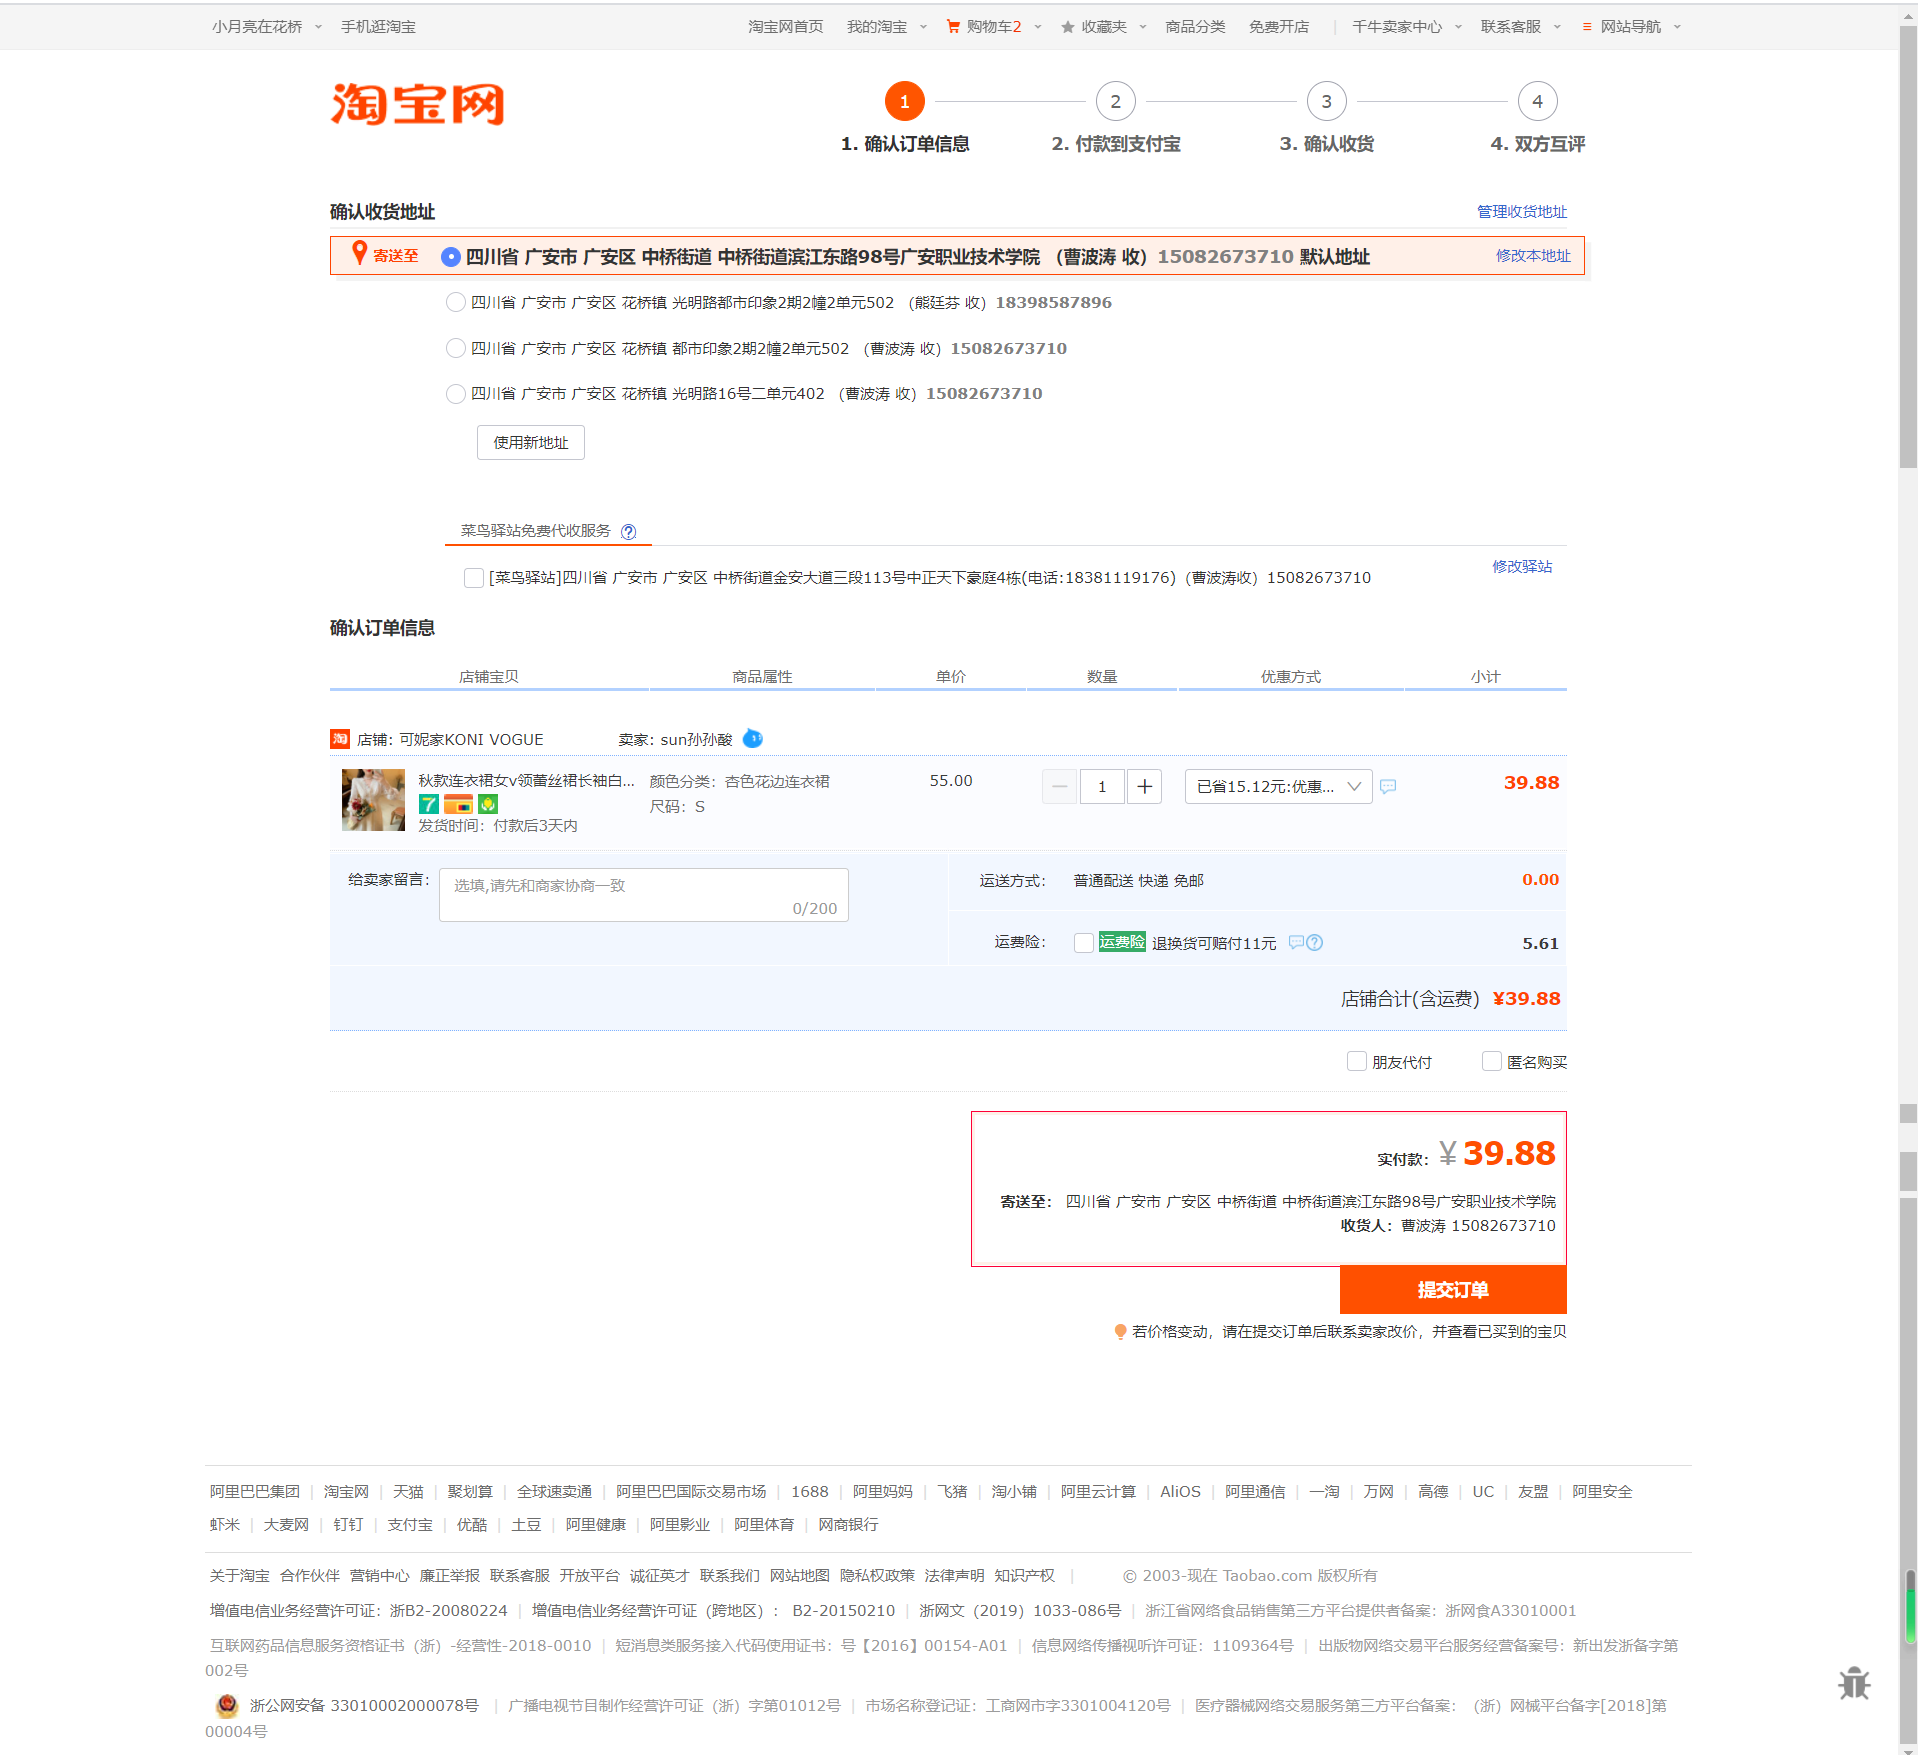 小月亮在花桥 手机逛淘宝 淘宝网首页 我的淘宝 购物车2 收藏夹 商品分类 免费开店 | 千牛卖家中心 联系客服 网站导航
淘宝网
1 2 3 4
1. 确认订单信息 2. 付款到支付宝 3. 确认收货 4. 双方互评
确认收货地址 管理收货地址
寄送至 四川省 广安市 广安区 中桥街道 中桥街道滨江东路98号广安职业技术学院 （曹波涛 收）15082673710 默认地址 修改本地址
四川省 广安市 广安区 花桥镇 光明路都市印象2期2幢2单元502 （熊廷芬 收）18398587896
四川省 广安市 广安区 花桥镇 都市印象2期2幢2单元502 （曹波涛 收）15082673710
四川省 广安市 广安区 花桥镇 光明路16号二单元402 （曹波涛 收）15082673710
使用新地址
菜鸟驿站免费代收服务 ?
修改驿站
[菜鸟驿站]四川省 广安市 广安区 中桥街道金安大道三段113号中正天下豪庭4栋(电话:18381119176)（曹波涛收）15082673710
确认订单信息
店铺宝贝 商品属性 单价 数量 优惠方式 小计
淘 店铺：可妮家KONI VOGUE 卖家：sun孙孙酸
秋款连衣裙女v领蕾丝裙长袖白... 颜色分类：杏色花边连衣裙 55.00 1 已省15.12元:优惠... 39.88
7 尺码：S
发货时间：付款后3天内
给卖家留言： 选填,请先和商家协商一致 运送方式： 普通配送 快递 免邮 0.00
0/200
运费险： 运费险 退换货可赔付11元 ? 5.61
店铺合计(含运费) ¥39.88
朋友代付 匿名购买
实付款：¥39.88
寄送至： 四川省 广安市 广安区 中桥街道 中桥街道滨江东路98号广安职业技术学院
收货人：曹波涛 15082673710
提交订单
若价格变动，请在提交订单后联系卖家改价，并查看已买到的宝贝
阿里巴巴集团 | 淘宝网 | 天猫 | 聚划算 | 全球速卖通 | 阿里巴巴国际交易市场 | 1688 | 阿里妈妈 | 飞猪 | 淘小铺 | 阿里云计算 | AliOS | 阿里通信 | 一淘 | 万网 | 高德 | UC | 友盟 | 阿里安全
虾米 | 大麦网 | 钉钉 | 支付宝 | 优酷 | 土豆 | 阿里健康 | 阿里影业 | 阿里体育 | 网商银行
关于淘宝 合作伙伴 营销中心 廉正举报 联系客服 开放平台 诚征英才 联系我们 网站地图 隐私权政策 法律声明 知识产权 | © 2003-现在 Taobao.com 版权所有
增值电信业务经营许可证：浙B2-20080224 | 增值电信业务经营许可证（跨地区）： B2-20150210 | 浙网文（2019）1033-086号 | 浙江省网络食品销售第三方平台提供者备案：浙网食A33010001
互联网药品信息服务资格证书（浙）-经营性-2018-0010 | 短消息类服务接入代码使用证书：号【2016】00154-A01 | 信息网络传播视听许可证：1109364号 | 出版物网络交易平台服务经营备案号：新出发浙备字第
002号
浙公网安备 33010002000078号 | 广播电视节目制作经营许可证（浙）字第01012号 | 市场名称登记证：工商网市字3301004120号 | 医疗器械网络交易服务第三方平台备案：（浙）网械平台备字[2018]第
00004号